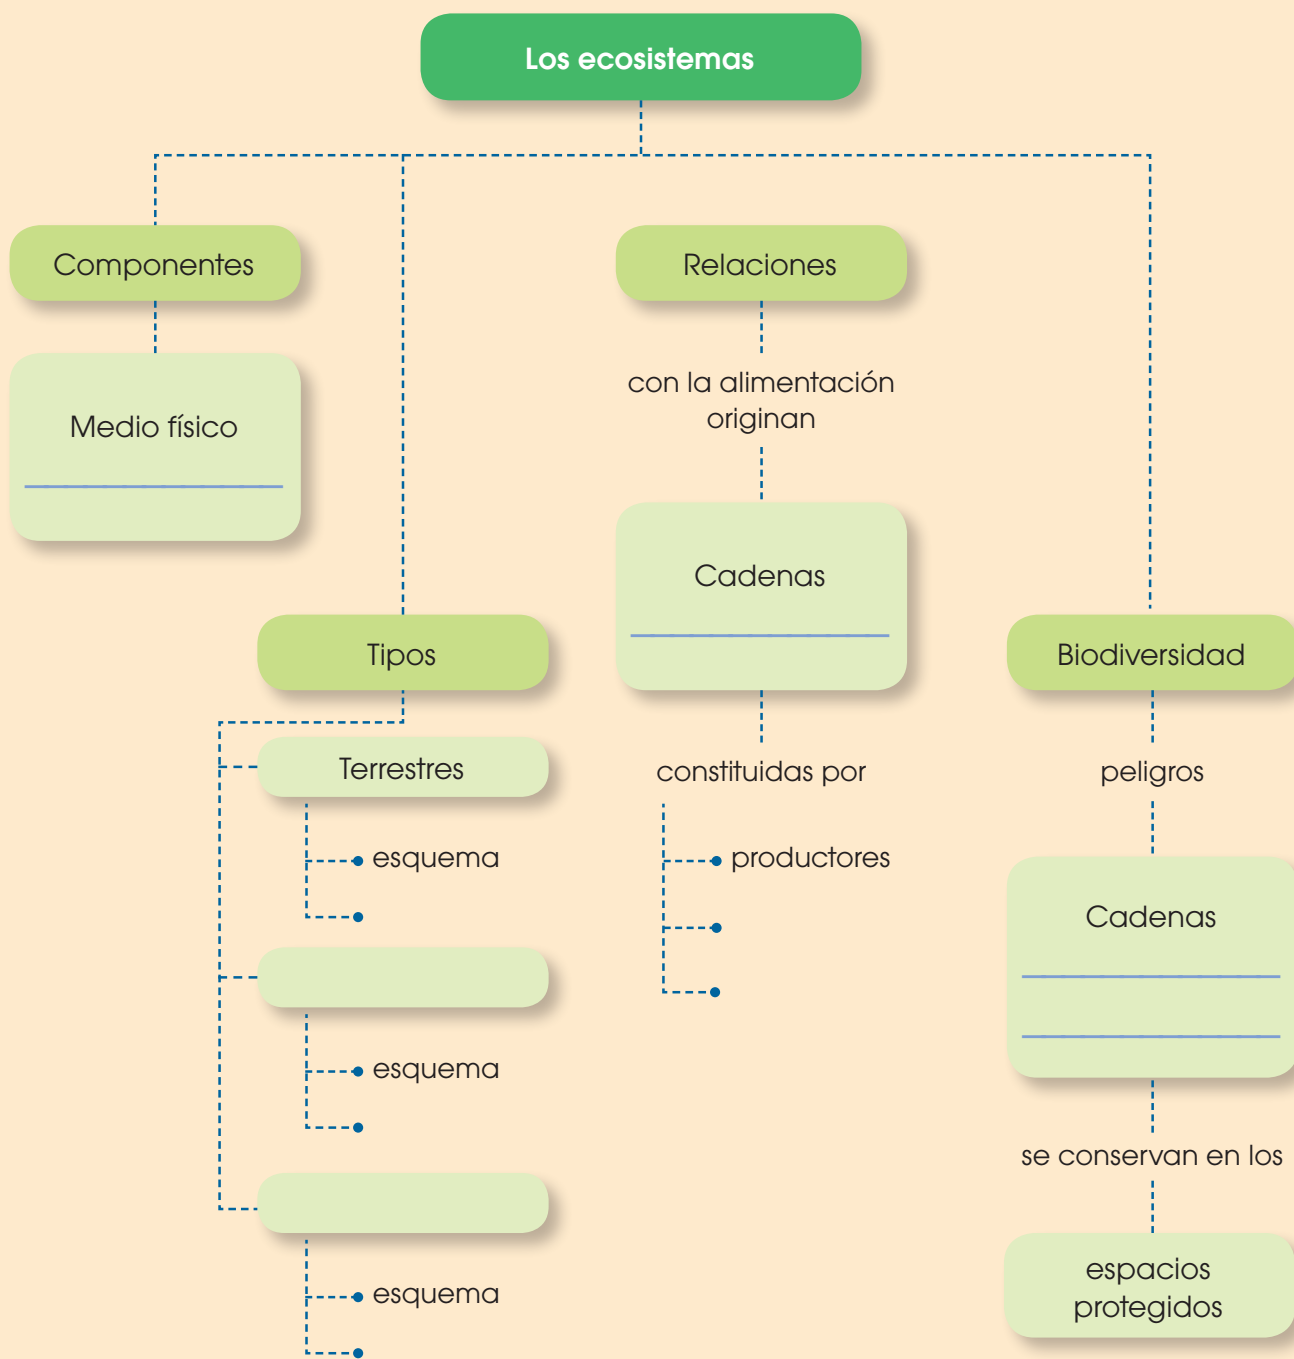 Los ecosistemas
Componentes
Medio físico
Tipos
Terrestres
esquema
esquema
esquema
Relaciones
con la alimentación
originan
Cadenas
constituidas por
productores
Biodiversidad
peligros
Cadenas
se conservan en los
espacios
protegidos